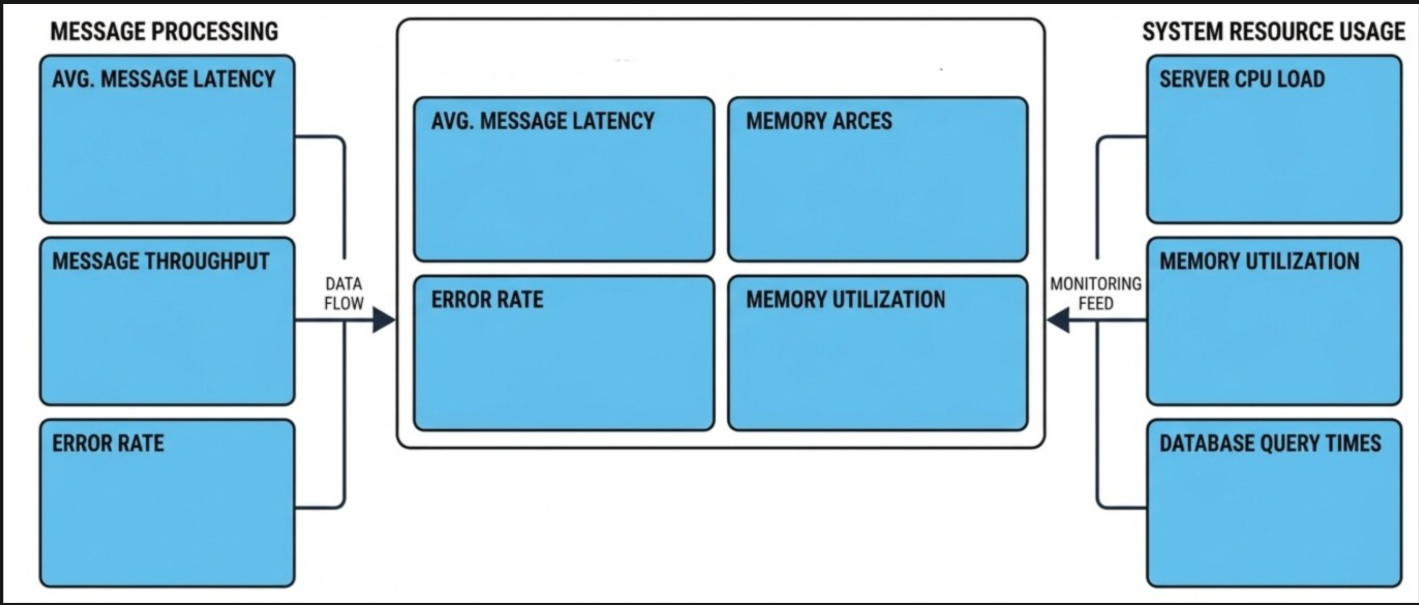 MESSAGE PROCESSING
AVG. MESSAGE LATENCY
MESSAGE THROUGHPUT
ERROR RATE
DATA
FLOW
AVG. MESSAGE LATENCY
MEMORY ARCES
ERROR RATE
MEMORY UTILIZATION
MONITORING
FEED
SYSTEM RESOURCE USAGE
SERVER CPU LOAD
MEMORY UTILIZATION
DATABASE QUERY TIMES